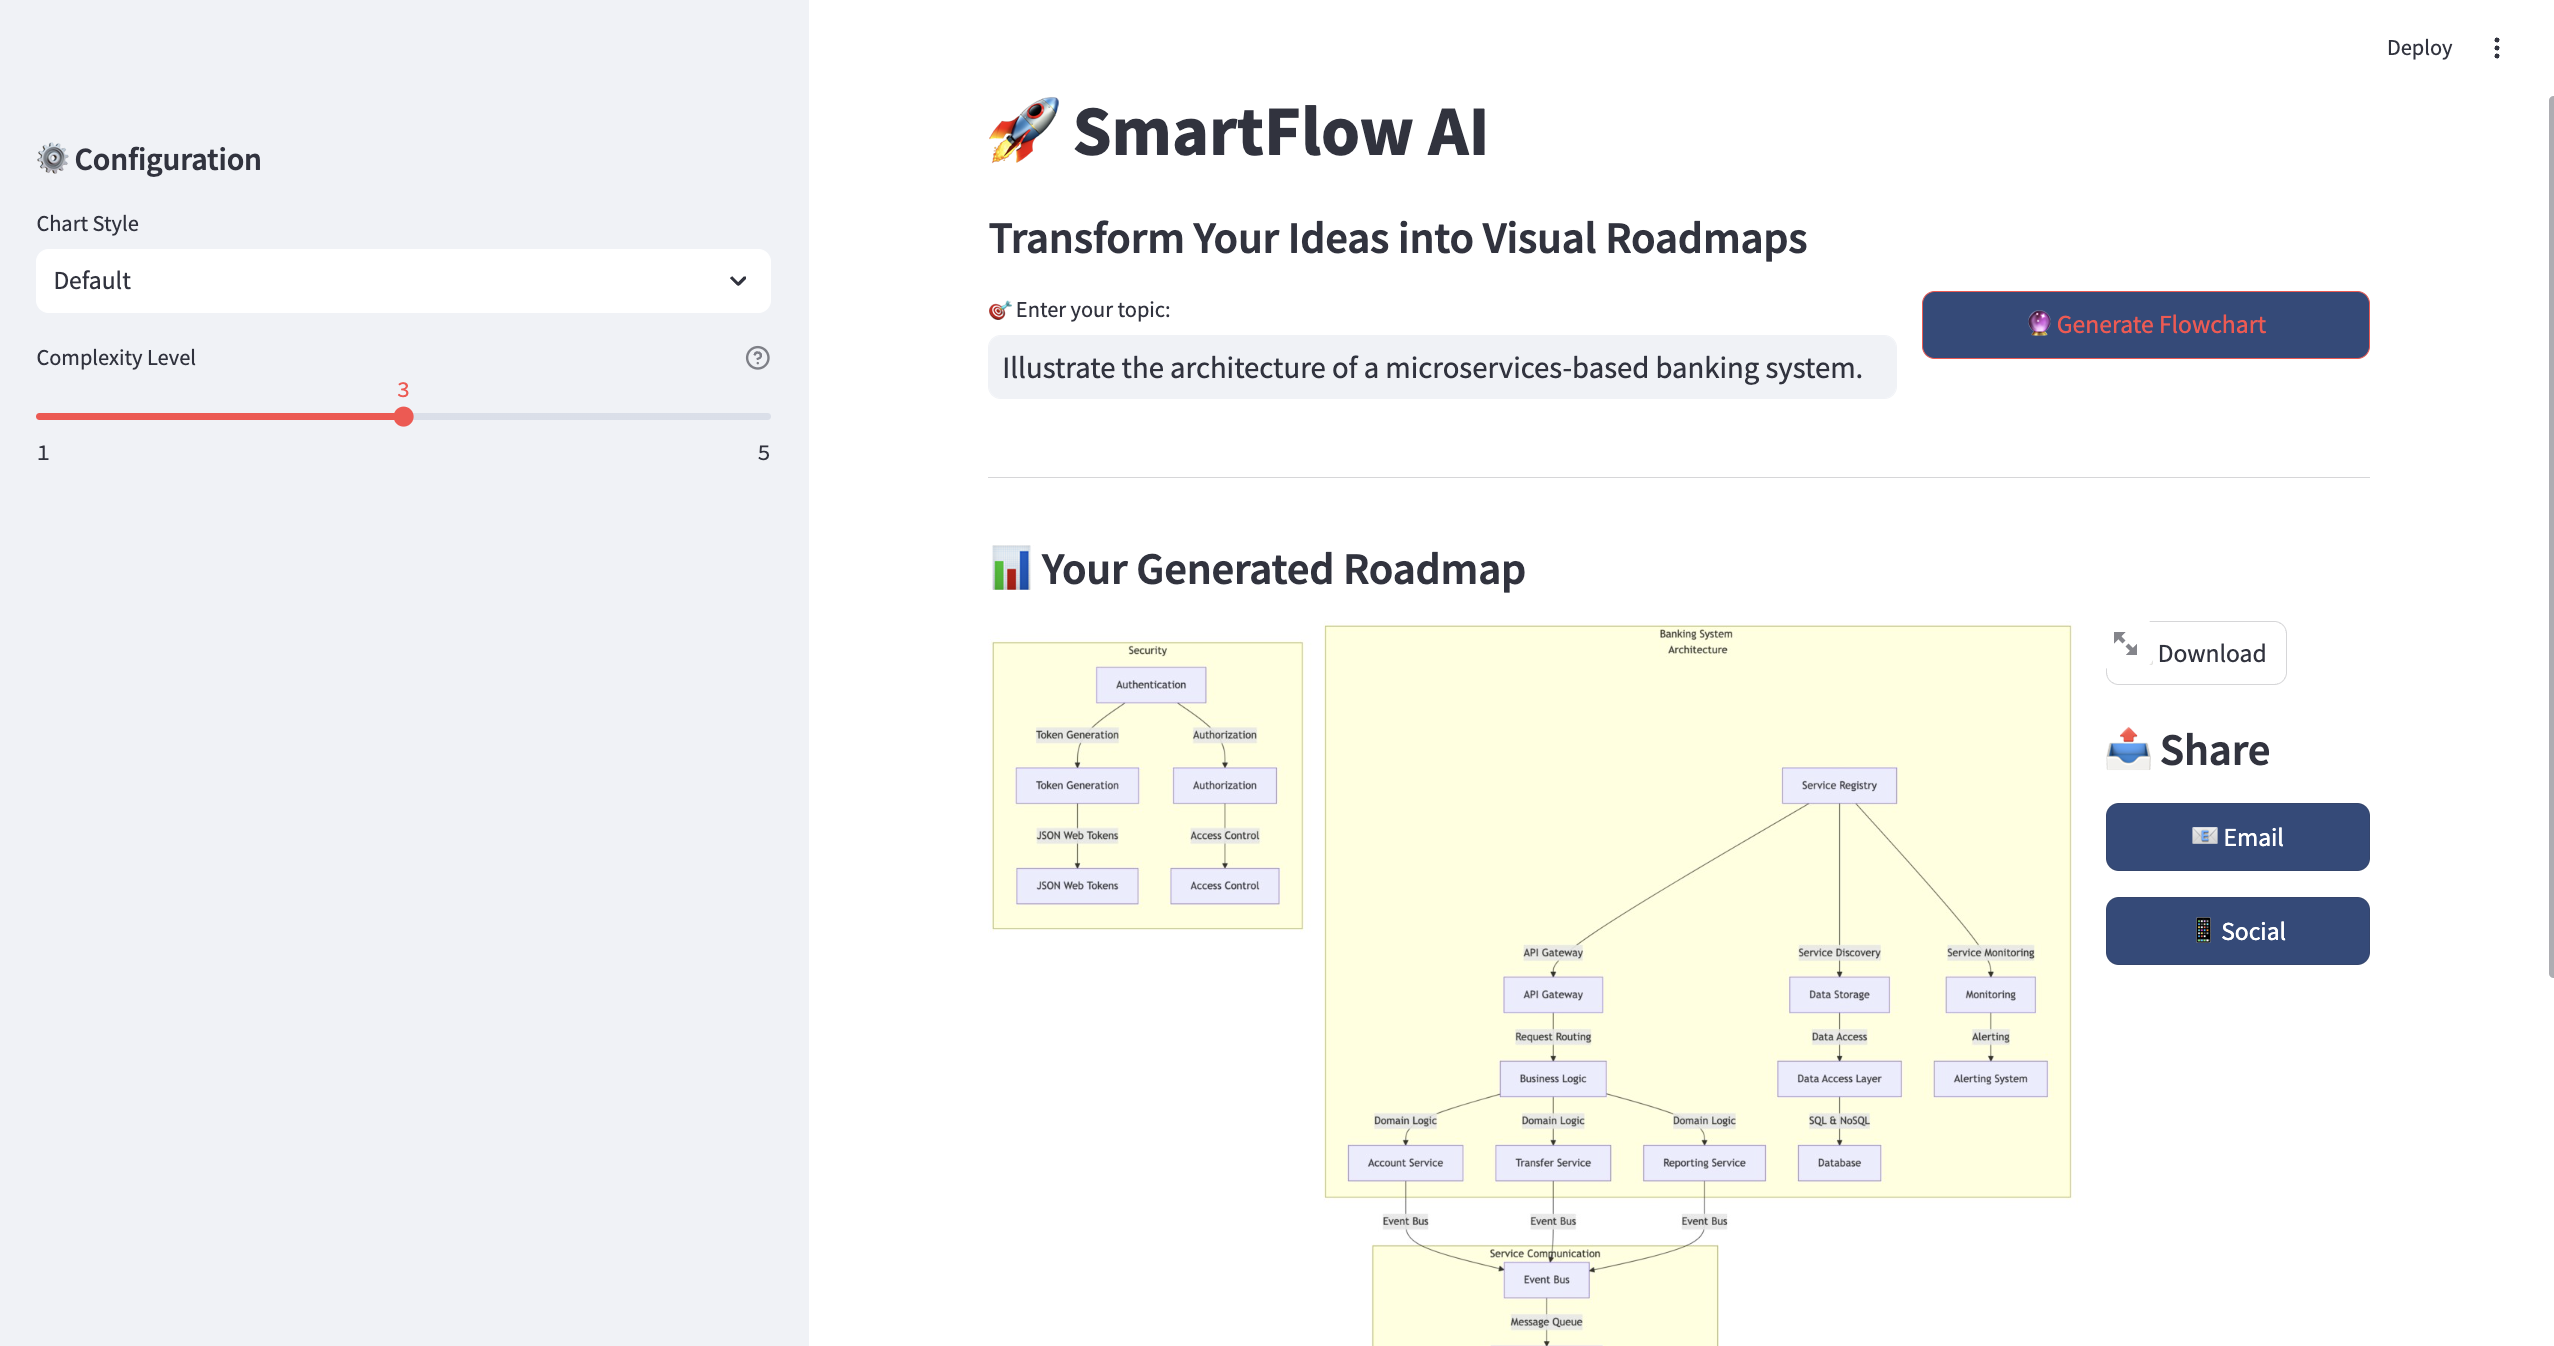 Deploy
Configuration
Chart Style
Default
Complexity Level
3
1
5
SmartFlow AI
Transform Your Ideas into Visual Roadmaps
Enter your topic:
Illustrate the architecture of a microservices-based banking system.
Generate Flowchart
Your Generated Roadmap
Security
Authentication
Token Generation
Authorization
Token Generation
Authorization
JSON Web Tokens
Access Control
JSON Web Tokens
Access Control
Banking System
Architecture
Service Registry
API Gateway
Service Discovery
Service Monitoring
API Gateway
Data Storage
Monitoring
Request Routing
Data Access
Alerting
Business Logic
Data Access Layer
Alerting System
Domain Logic
Domain Logic
Domain Logic
SQL & NoSQL
Account Service
Transfer Service
Reporting Service
Database
Event Bus
Event Bus
Event Bus
Service Communication
Event Bus
Message Queue
Download
Share
Email
Social